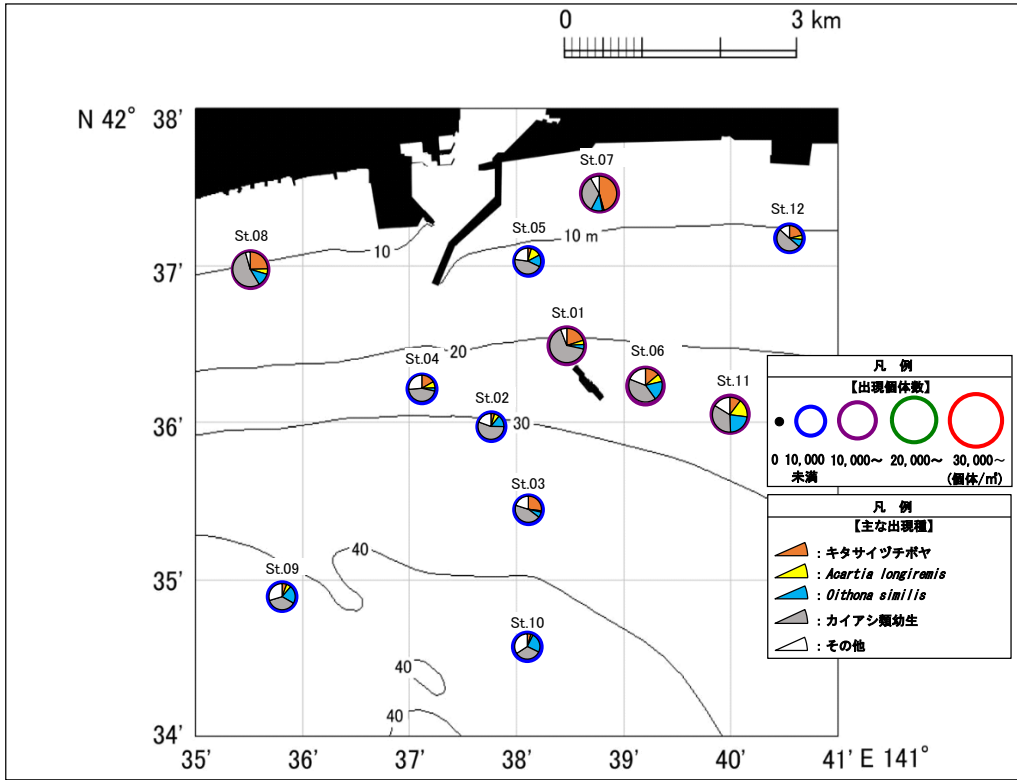 0 3 km
N 42° 38'
St.07
St.12
St.05
10 m
St.08
10
37'
St.01
20
St.06
St.04
St.11
St.02
30
36'
St.03
40
St.09
35'
St.10
40
40
34'
35' 36' 37' 38' 39' 40' 41' E 141°
凡 例
【出現個体数】
0 10,000 10,000~ 20,000~ 30,000~
未満 (個体/㎥)
凡 例
【主な出現種】
: キタサイヅチボヤ
: Acartia longiremis
: Oithona similis
: カイアシ類幼生
: その他